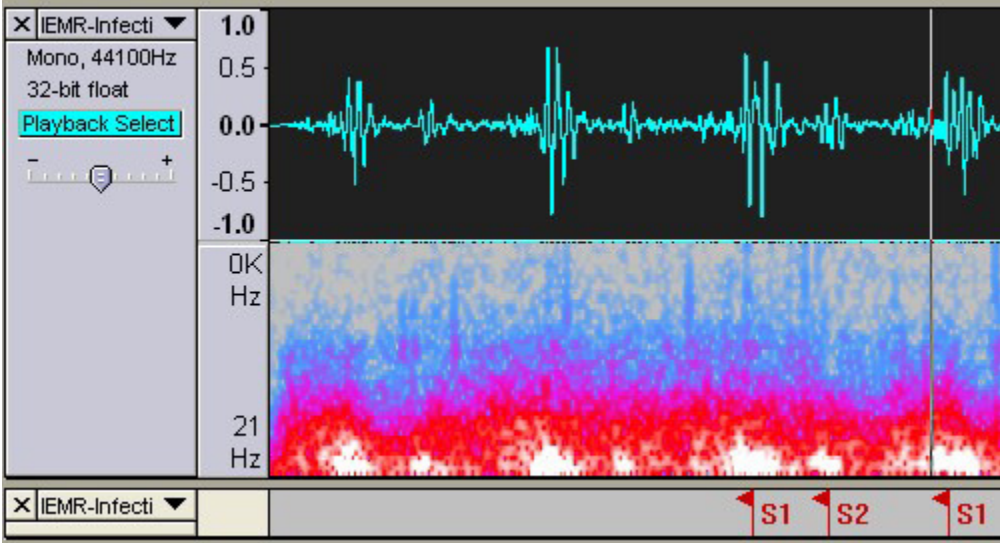 X IEMR-Infecti
Mono, 44100Hz
32-bit float
Playback Select
- +
1.0
0.5
0.0
-0.5
-1.0
0K
Hz
21
Hz
X IEMR-Infecti
S1 S2 S1